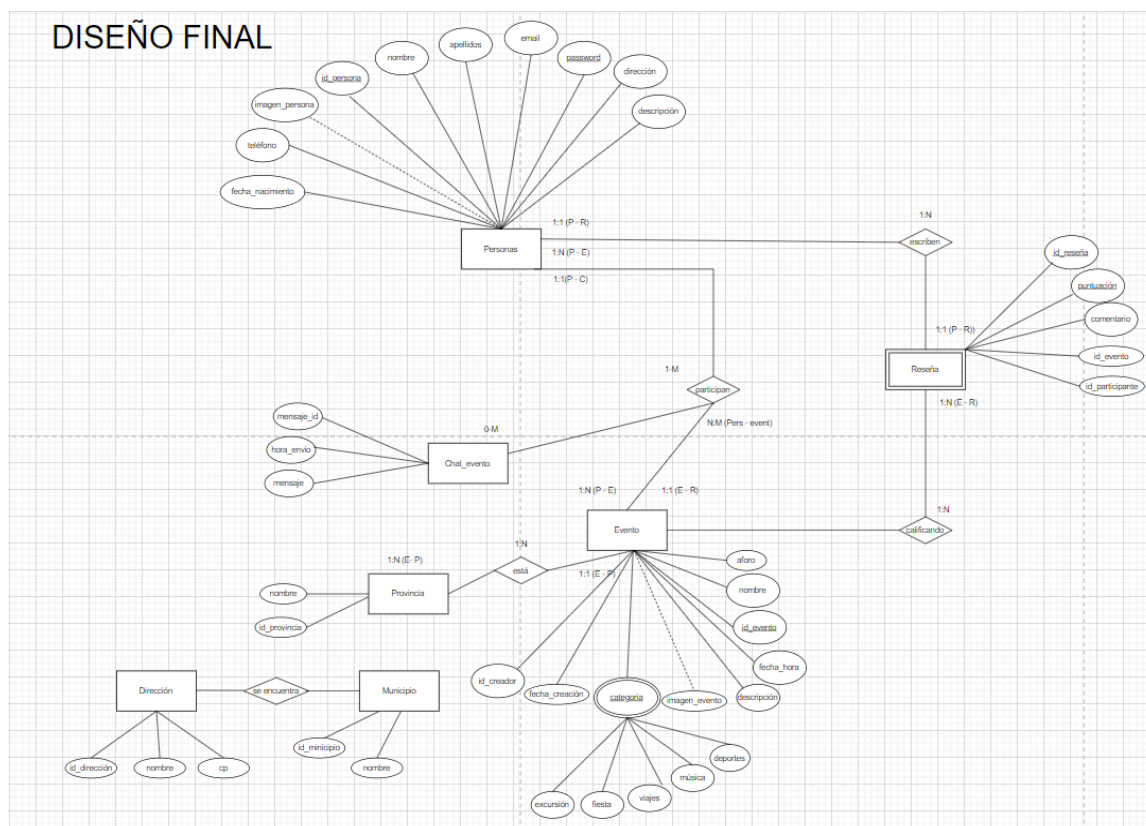 DISEÑO FINAL
email
apellidos
nombre
password
id_persona
dirección
imagen_persona
descripción
teléfono
fecha_nacimiento
1:1 (P - R)
1:N
Personas
escriben
1:N (P - E)
id_reseña
1:1(P - C)
puntuación
comentario
1:1 (P - R))
id_evento
Reseña
1-M
id_participante
participan
1:N (E - R)
mensaje_id
N:M (Pers - event)
0-M
hora_envio
Chat_evento
mensaje
1:N (P - E)
1:1 (E - R)
1:N
Evento
calificando
1:N
1:N (E- P)
está
1:1 (E - P)
aforo
nombre
Provincia
nombre
id_provincia
id_evento
fecha_hora
id_creador
fecha_creación
categoria
imagen_evento
descripción
Dirección
se encuentra
Municipio
id_minicipio
deportes
id_dirección
nombre
cp
nombre
música
viajes
excursión
fiesta